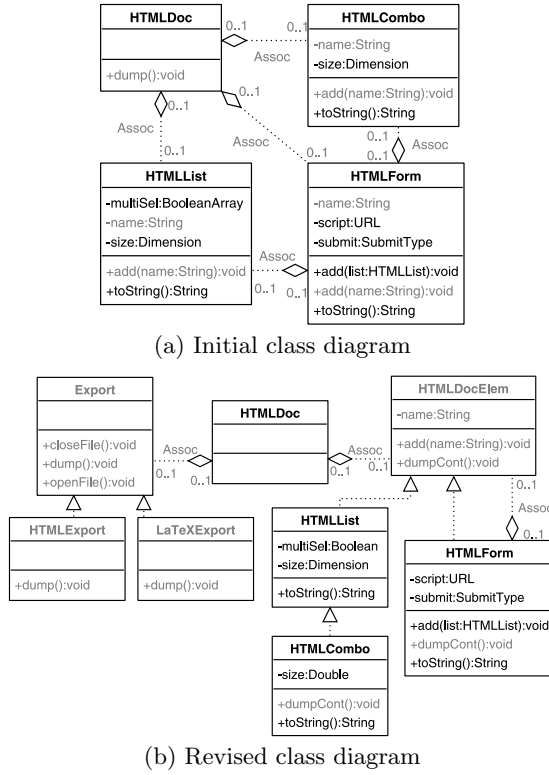 HTMLDoc
+dump():void
0..1
0..1
Assoc
HTMLCombo
-name:String
-size:Dimension
+add(name:String):void
+toString():String
0..1
Assoc
0..1
0..1
Assoc
0..1
0..1
Assoc
0..1
0..1
HTMLList
-multiSel:BooleanArray
-name:String
-size:Dimension
+add(name:String):void
+toString():String
Assoc
0..1
0..1
HTMLForm
-name:String
-script:URL
-submit:SubmitType
+add(list:HTMLList):void
+add(name:String):void
+toString():String
(a) Initial class diagram
Export
+closeFile():void
+dump():void
+openFile():void
Assoc
0..1
0..1
HTMLDoc
Assoc
0..1
0..1
HTMLDocElem
-name:String
+add(name:String):void
+dumpCont():void
0..1
Assoc
0..1
HTMLExport
+dump():void
LaTeXExport
+dump():void
HTMLList
-multiSel:Boolean
-size:Dimension
+toString():String
HTMLForm
-script:URL
-submit:SubmitType
+add(list:HTMLList):void
+dumpCont():void
+toString():String
HTMLCombo
-size:Double
+dumpCont():void
+toString():String
(b) Revised class diagram